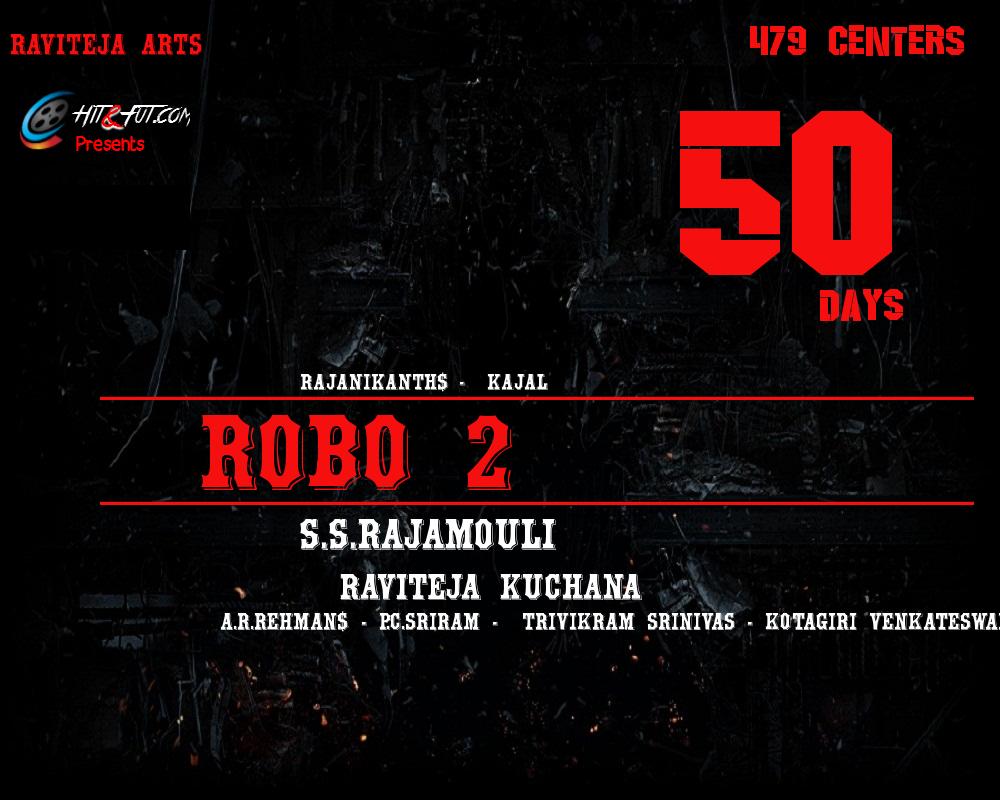 RAVITEJA ARTS
479 CENTERS
HIT&FUT.COM
Presents
50
DAYS
RAJANIKANTH$ - KAJAL
ROBO 2
S.S.RAJAMOULI
RAVITEJA KUCHANA
A.R.REHMAN$ - P.C.SRIRAM - TRIVIKRAM SRINIVAS - KOTAGIRI